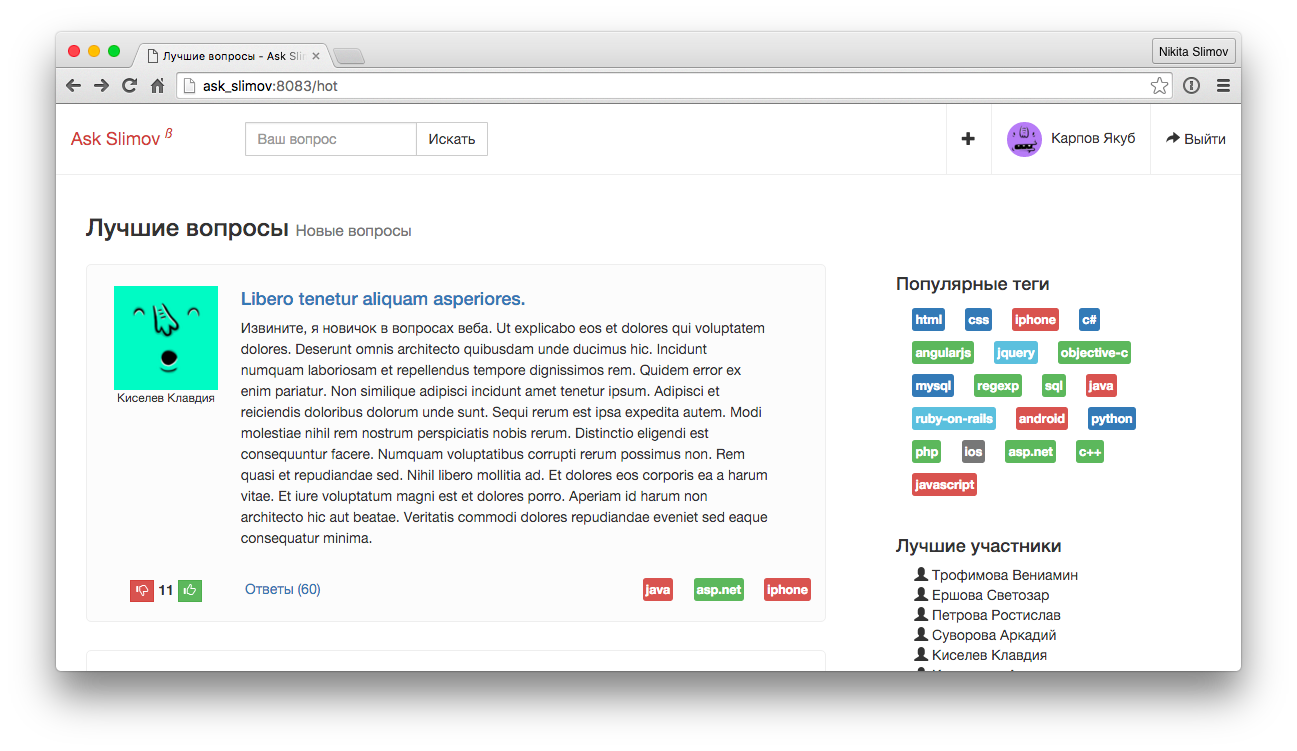 Лучшие вопросы - Ask Sli
Nikita Slimov
ask_slimov:8083/hot
Ask Slimov β
Ваш вопрос
Искать
Карпов Якуб
Выйти
Лучшие вопросы Новые вопросы
Libero tenetur aliquam asperiores.
Извините, я новичок в вопросах веба. Ut explicabo eos et dolores qui voluptatem
dolores. Deserunt omnis architecto quibusdam unde ducimus hic. Incidunt
numquam laboriosam et repellendus tempore dignissimos rem. Quidem error ex
enim pariatur. Non similique adipisci incidunt amet tenetur ipsum. Adipisci et
reiciendis doloribus dolorum unde sunt. Sequi rerum est ipsa expedita autem. Modi
molestiae nihil rem nostrum perspiciatis nobis rerum. Distinctio eligendi est
consequuntur facere. Numquam voluptatibus corrupti rerum possimus non. Rem
quasi et repudiandae sed. Nihil libero mollitia ad. Et dolores eos corporis ea a harum
vitae. Et iure voluptatum magni est et dolores porro. Aperiam id harum non
architecto hic aut beatae. Veritatis commodi dolores repudiandae eveniet sed eaque
consequatur minima.
Киселев Клавдия
11
Ответы (60)
java asp.net iphone
Популярные теги
html css iphone c#
angularjs jquery objective-c
mysql regexp sql java
ruby-on-rails android python
php ios asp.net c++
javascript
Лучшие участники
Трофимова Вениамин
Ершова Светозар
Петрова Ростислав
Суворова Аркадий
Киселев Клавдия